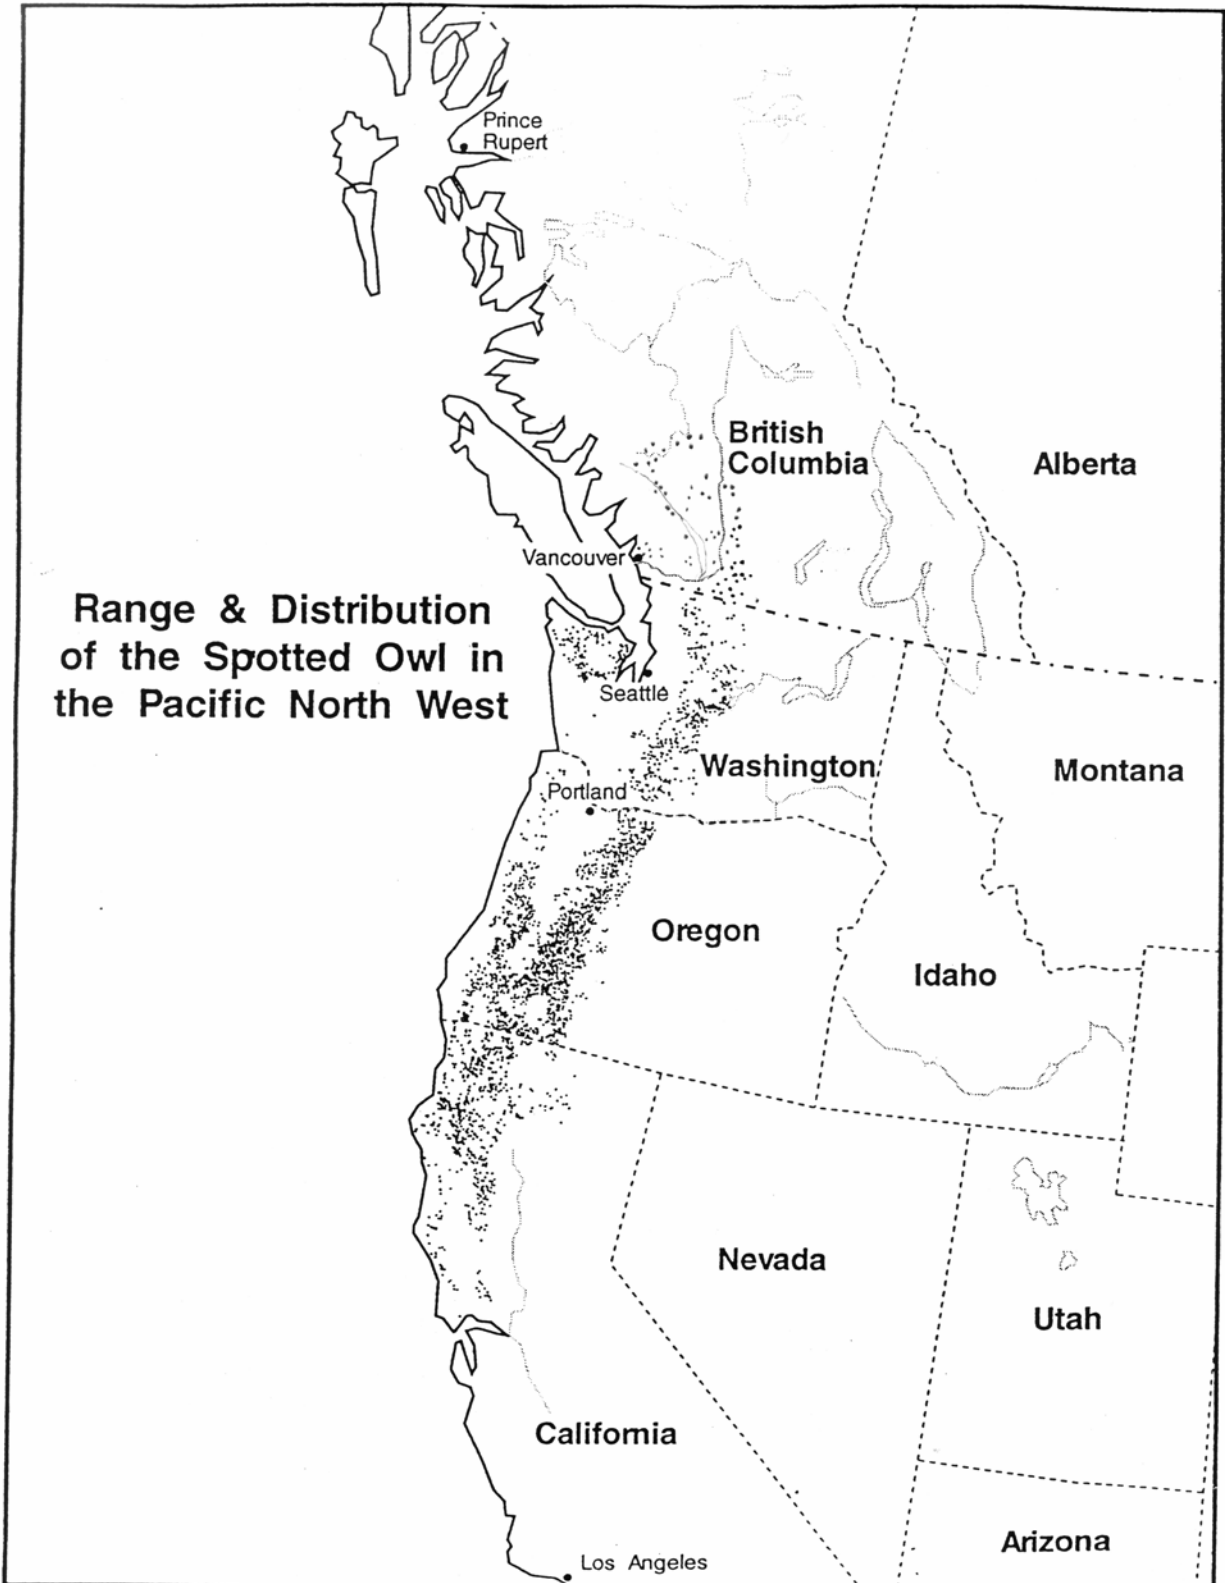 Prince
Rupert
British
Columbia
Alberta
Vancouver
Range & Distribution
of the Spotted Owl in
the Pacific North West
Seattle
Washington
Montana
Portland
Oregon
Idaho
Nevada
Utah
California
Arizona
Los Angeles